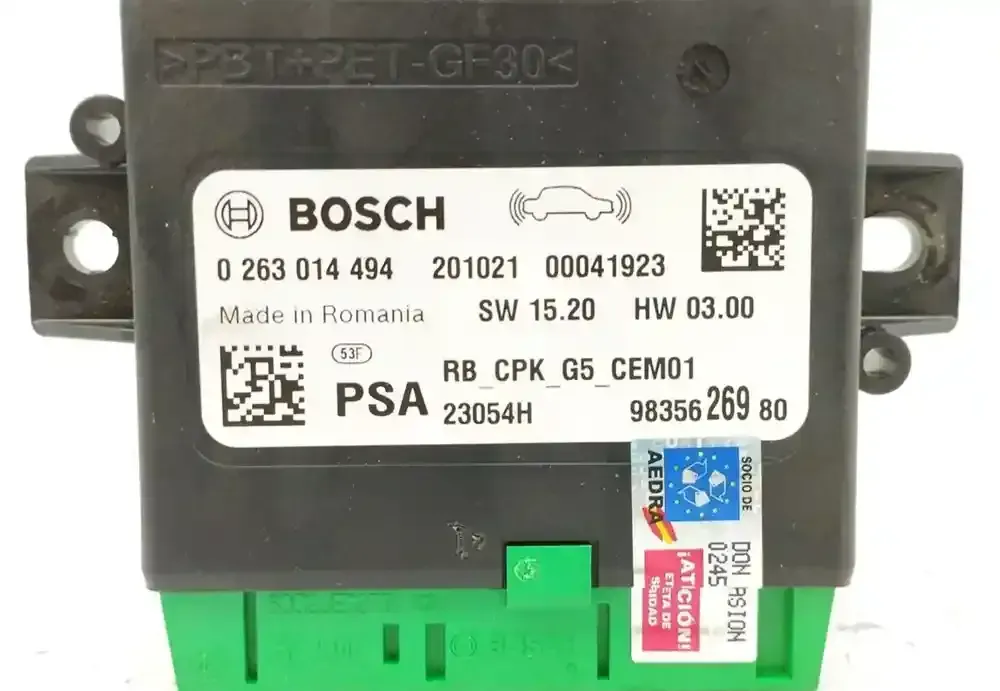 >PBT+PET-GF30<
BOSCH
0 263 014 494 201021 00041923
Made in Romania SW 15.20 HW 03.00
53F
PSA
RB_CPK_G5_CEM01
23054H 98356 269 80
SOCIO DE
AEDRA
0245